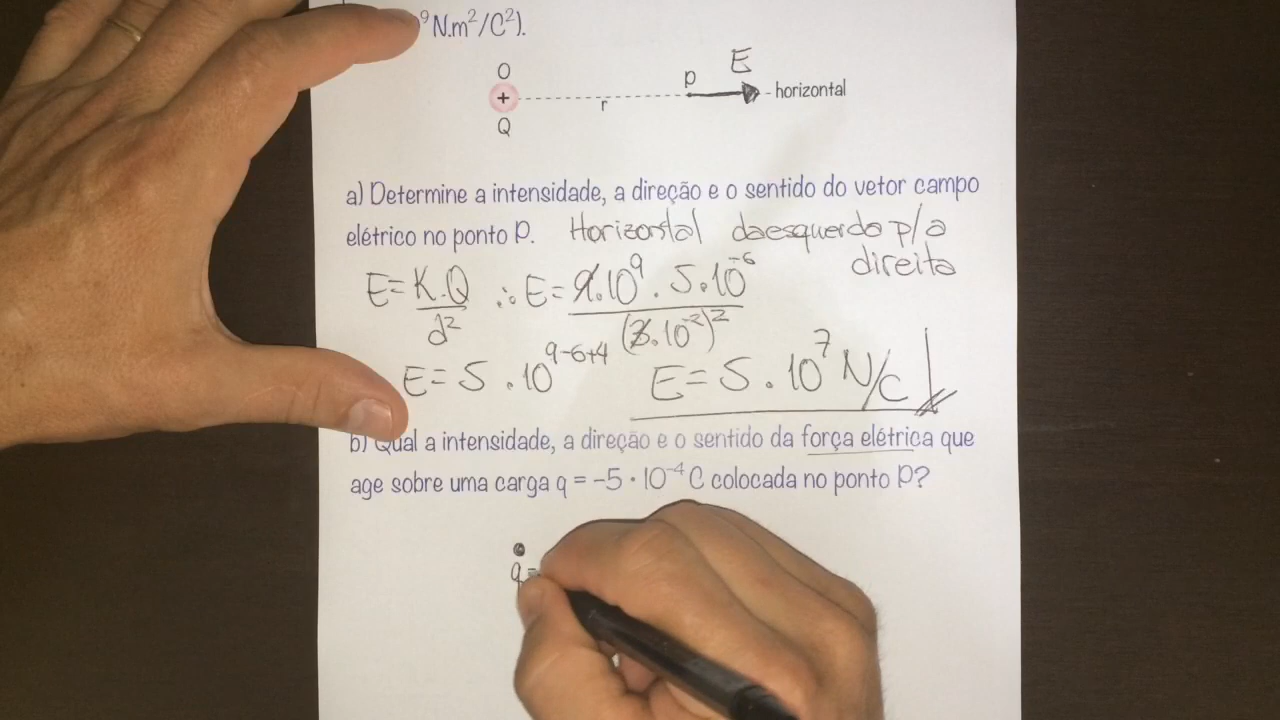 ⁹ N.m²/C²).
E
O P
+ - horizontal
r
Q
a) Determine a intensidade, a direção e o sentido do vetor campo
elétrico no ponto P. Horizontal da esquerda p/ a
direita
E = K.Q/d² ∴ E = 9.10⁹ . 5.10⁻⁶/(3.10⁻²)²
E = 5 . 10⁹⁻⁶⁺⁴ E = 5 . 10⁷ N/C
b) Qual a intensidade, a direção e o sentido da força elétrica que
age sobre uma carga q = -5 · 10⁻⁴ C colocada no ponto P?
q =